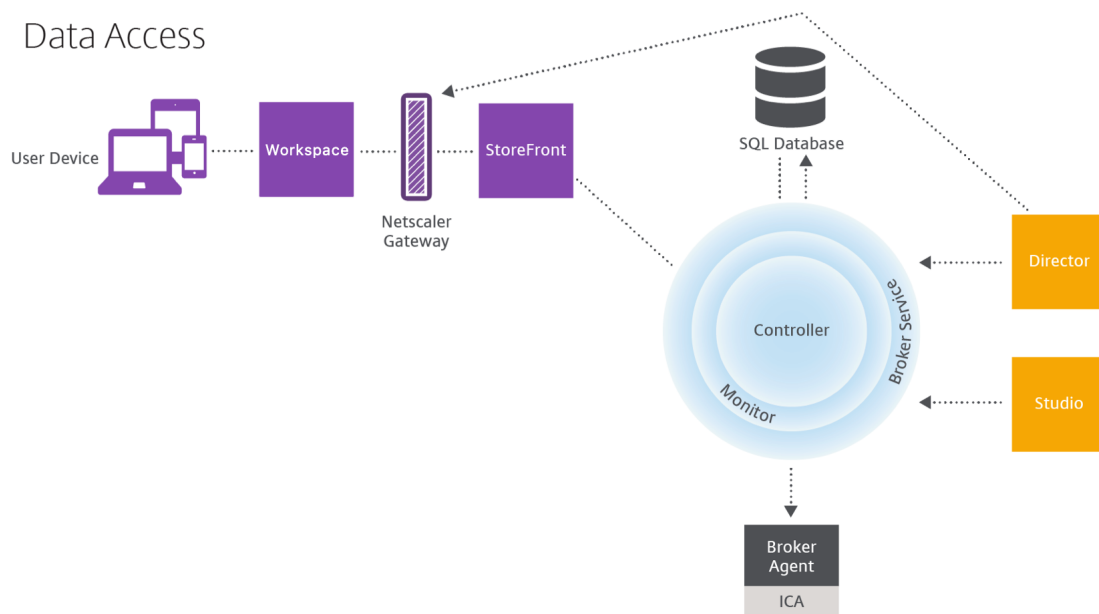 Data Access
User Device
Workspace
Netscaler
Gateway
StoreFront
SQL Database
Controller
Monitor
Broker Service
Director
Studio
Broker
Agent
ICA